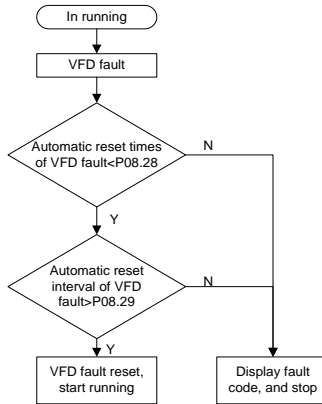 In running
VFD fault
Automatic reset times
of VFD fault<P08.28
N
Y
Automatic reset
interval of VFD
fault>P08.29
N
Y
VFD fault reset,
start running
Display fault
code, and stop